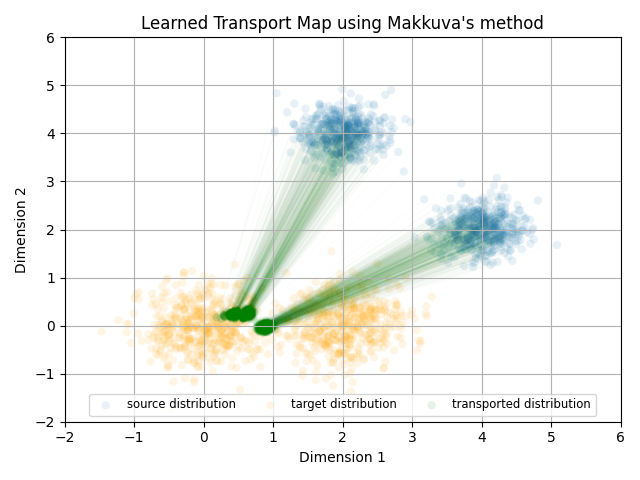 Learned Transport Map using Makkuva's method
6
5
4
3
2
1
0
−1
−2
Dimension 2
source distribution target distribution transported distribution
−2 −1 0 1 2 3 4 5 6
Dimension 1